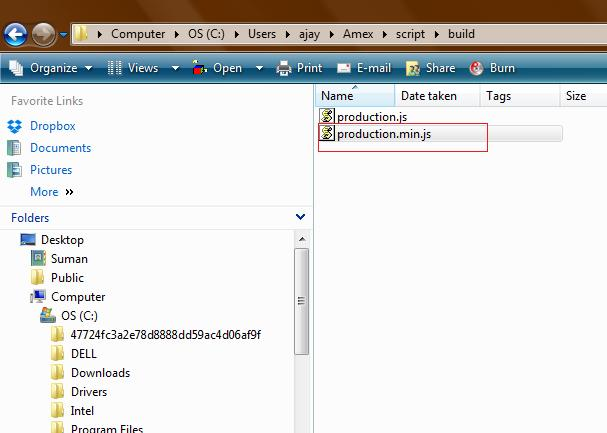 Computer OS (C:) Users ajay Amex script build
Organize Views Open Print E-mail Share Burn
Favorite Links
Dropbox
Documents
Pictures
More »
Folders
Desktop
Suman
Public
Computer
OS (C:)
47724fc3a2e78d8888dd59ac4d06af9f
DELL
Downloads
Drivers
Intel
Program Files
Name Date taken Tags Size
production.js
production.min.js